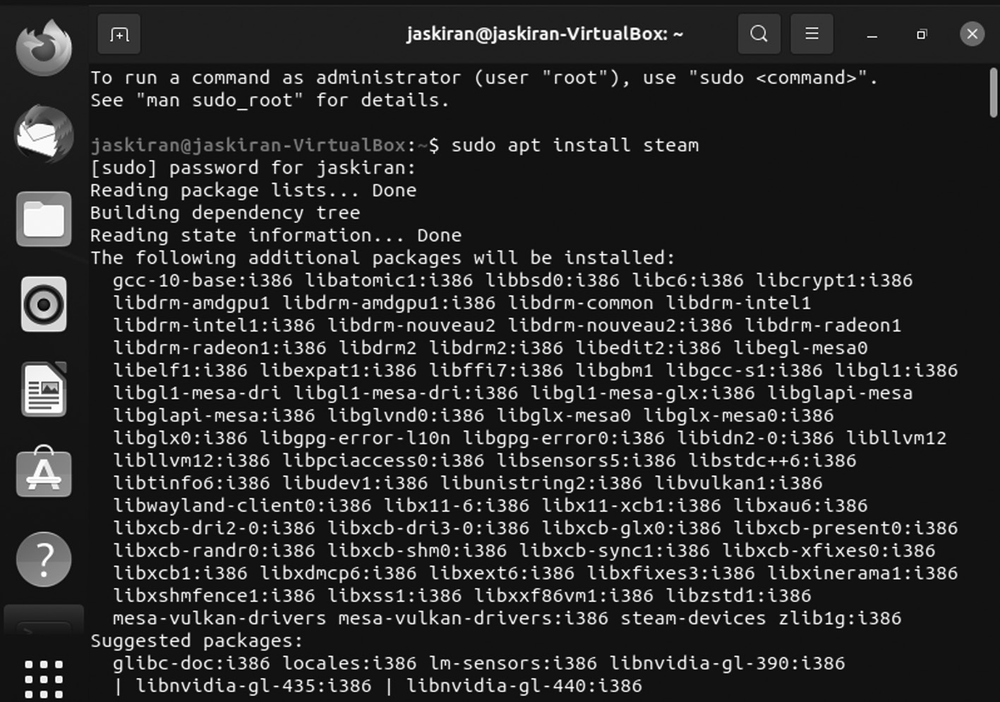 jaskiran@jaskiran-VirtualBox: ~
To run a command as administrator (user "root"), use "sudo <command>".
See "man sudo_root" for details.
jaskiran@jaskiran-VirtualBox:~$ sudo apt install steam
[sudo] password for jaskiran:
Reading package lists... Done
Building dependency tree
Reading state information... Done
The following additional packages will be installed:
gcc-10-base:i386 libatomic1:i386 libbsd0:i386 libc6:i386 libcrypt1:i386
libdrm-amdgpu1 libdrm-amdgpu1:i386 libdrm-common libdrm-intel1
libdrm-intel1:i386 libdrm-nouveau2 libdrm-nouveau2:i386 libdrm-radeon1
libdrm-radeon1:i386 libdrm2 libdrm2:i386 libedit2:i386 libegl-mesa0
libelf1:i386 libexpat1:i386 libffi7:i386 libgbm1 libgcc-s1:i386 libgl1:i386
libgl1-mesa-dri libgl1-mesa-dri:i386 libgl1-mesa-glx:i386 libglapi-mesa
libglapi-mesa:i386 libglvnd0:i386 libglx-mesa0 libglx-mesa0:i386
libglx0:i386 libgpg-error-l10n libgpg-error0:i386 libidn2-0:i386 libllvm12
libllvm12:i386 libpciaccess0:i386 libsensors5:i386 libstdc++6:i386
libtinfo6:i386 libudev1:i386 libunistring2:i386 libvulkan1:i386
libwayland-client0:i386 libx11-6:i386 libx11-xcb1:i386 libxau6:i386
libxcb-dri2-0:i386 libxcb-dri3-0:i386 libxcb-glx0:i386 libxcb-present0:i386
libxcb-randr0:i386 libxcb-shm0:i386 libxcb-sync1:i386 libxcb-xfixes0:i386
libxcb1:i386 libxdmcp6:i386 libxext6:i386 libxfixes3:i386 libxinerama1:i386
libxshmfence1:i386 libxss1:i386 libxxf86vm1:i386 libzstd1:i386
mesa-vulkan-drivers mesa-vulkan-drivers:i386 steam-devices zlib1g:i386
Suggested packages:
glibc-doc:i386 locales:i386 lm-sensors:i386 libnvidia-gl-390:i386
| libnvidia-gl-435:i386 | libnvidia-gl-440:i386